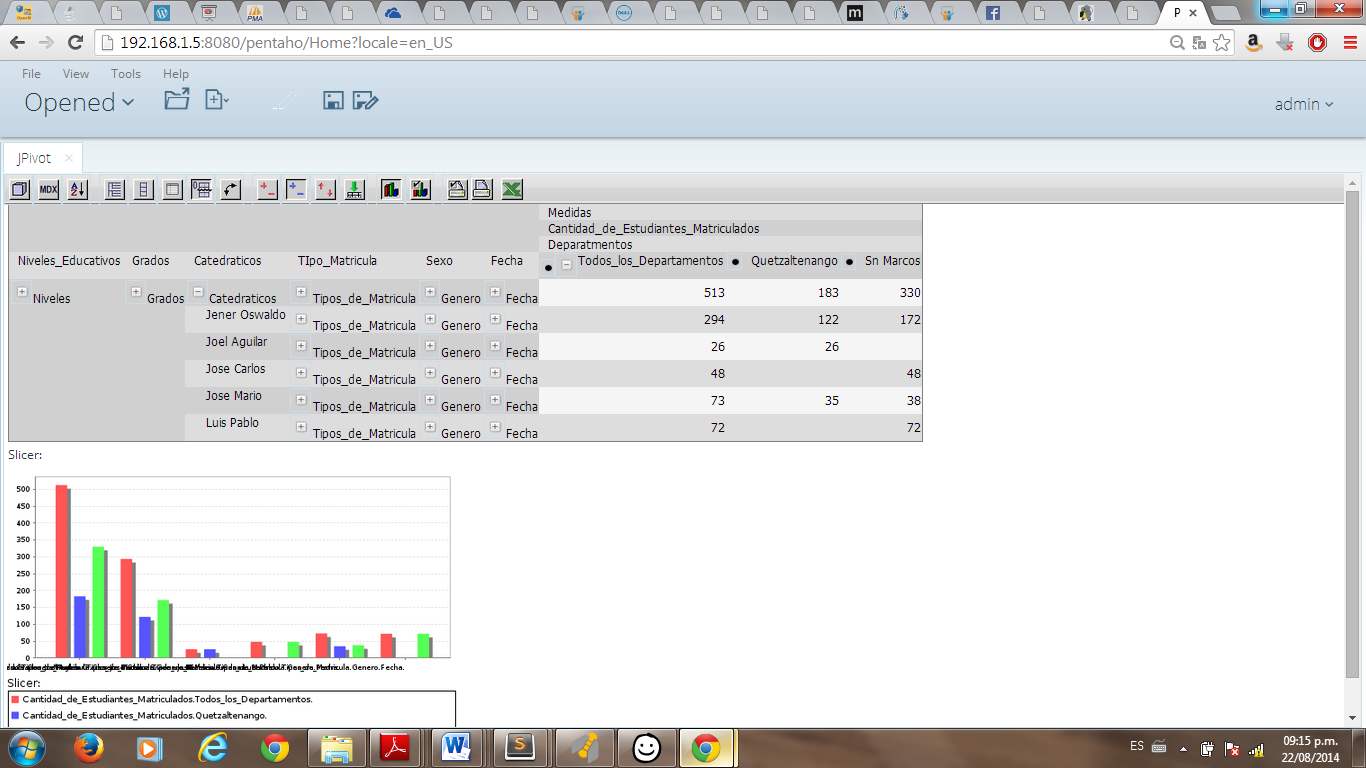 PMA
DELL
m
P
192.168.1.5:8080/pentaho/Home?locale=en_US
File View Tools Help
Opened
admin
JPivot
MDX
Medidas
Cantidad_de_Estudiantes_Matriculados
Deparatmentos
Niveles_Educativos Grados Catedraticos TIpo_Matricula Sexo Fecha Todos_los_Departamentos Quetzaltenango Sn Marcos
Niveles Grados Catedraticos Tipos_de_Matricula Genero Fecha 513 183 330
Jener Oswaldo Tipos_de_Matricula Genero Fecha 294 122 172
Joel Aguilar Tipos_de_Matricula Genero Fecha 26 26
Jose Carlos Tipos_de_Matricula Genero Fecha 48 48
Jose Mario Tipos_de_Matricula Genero Fecha 73 35 38
Luis Pablo Tipos_de_Matricula Genero Fecha 72 72
Slicer:
500
450
400
350
300
250
200
150
100
50
0
Genero.Fecha.
Slicer:
Cantidad_de_Estudiantes_Matriculados.Todos_los_Departamentos.
Cantidad_de_Estudiantes_Matriculados.Quetzaltenango.
ES
09:15 p.m.
22/08/2014